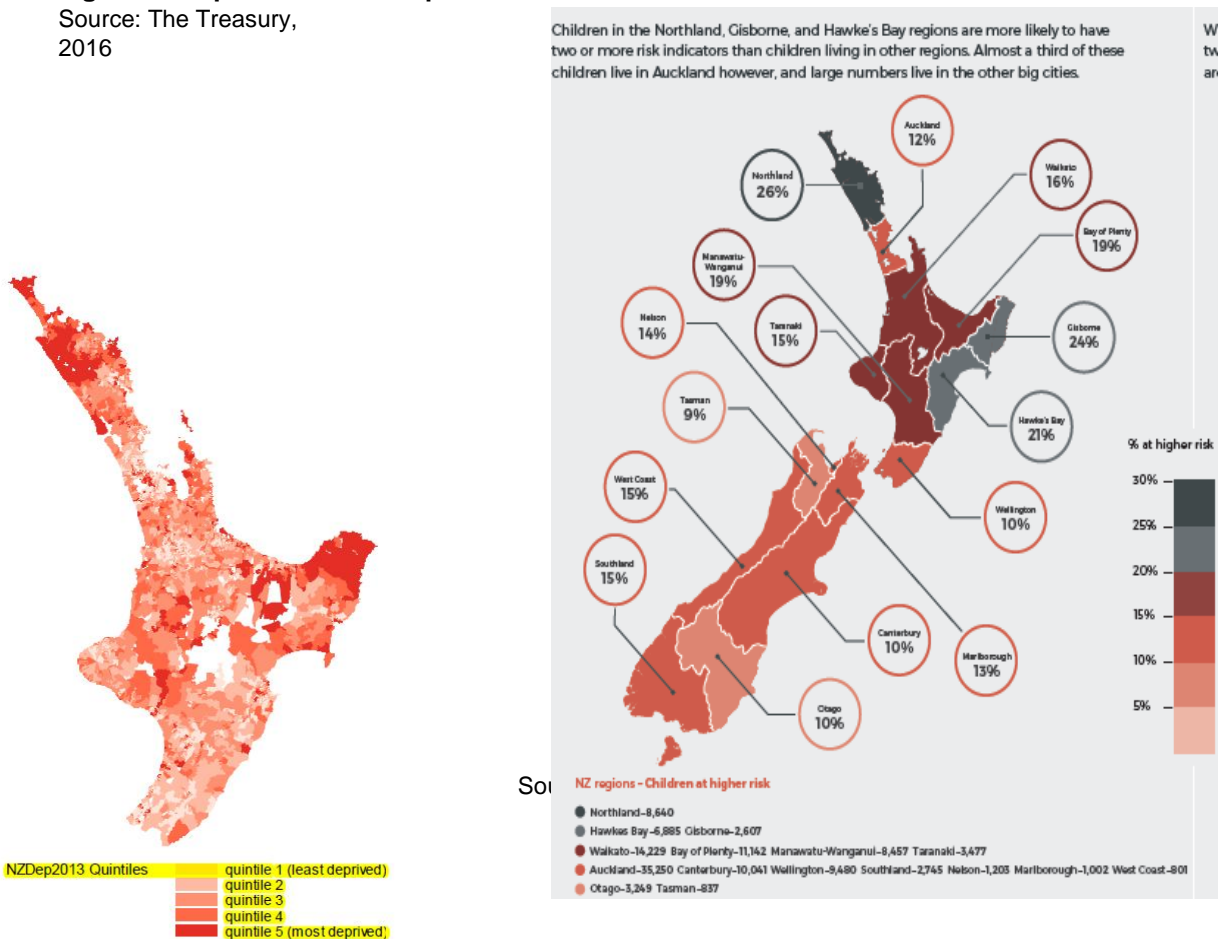 Source: The Treasury,
2016
NZDep2013 Quintiles
quintile 1 (least deprived)
quintile 2
quintile 3
quintile 4
quintile 5 (most deprived)
Children in the Northland, Gisborne, and Hawke's Bay regions are more likely to have
two or more risk indicators than children living in other regions. Almost a third of these
children live in Auckland however, and large numbers live in the other big cities.
Auckland
12%
Northland
26%
Waikato
16%
Bay of Plenty
19%
Manawatu-
Wanganui
19%
Nelson
14%
Taranaki
15%
Gisborne
24%
Tasman
9%
Hawke's Bay
21%
West Coast
15%
Wellington
10%
Southland
15%
Canterbury
10%
Marlborough
13%
Otago
10%
% at higher risk
30%
25%
20%
15%
10%
5%
Sou
NZ regions - Children at higher risk
Northland-8,640
Hawkes Bay-6,885 Gisborne-2,607
Waikato-14,229 Bay of Plenty-11,142 Manawatu-Wanganui-8,457 Taranaki-3,477
Auckland-35,250 Canterbury-10,041 Wellington-9,480 Southland-2,745 Nelson-1,203 Marlborough-1,002 West Coast-801
Otago-3,249 Tasman-837